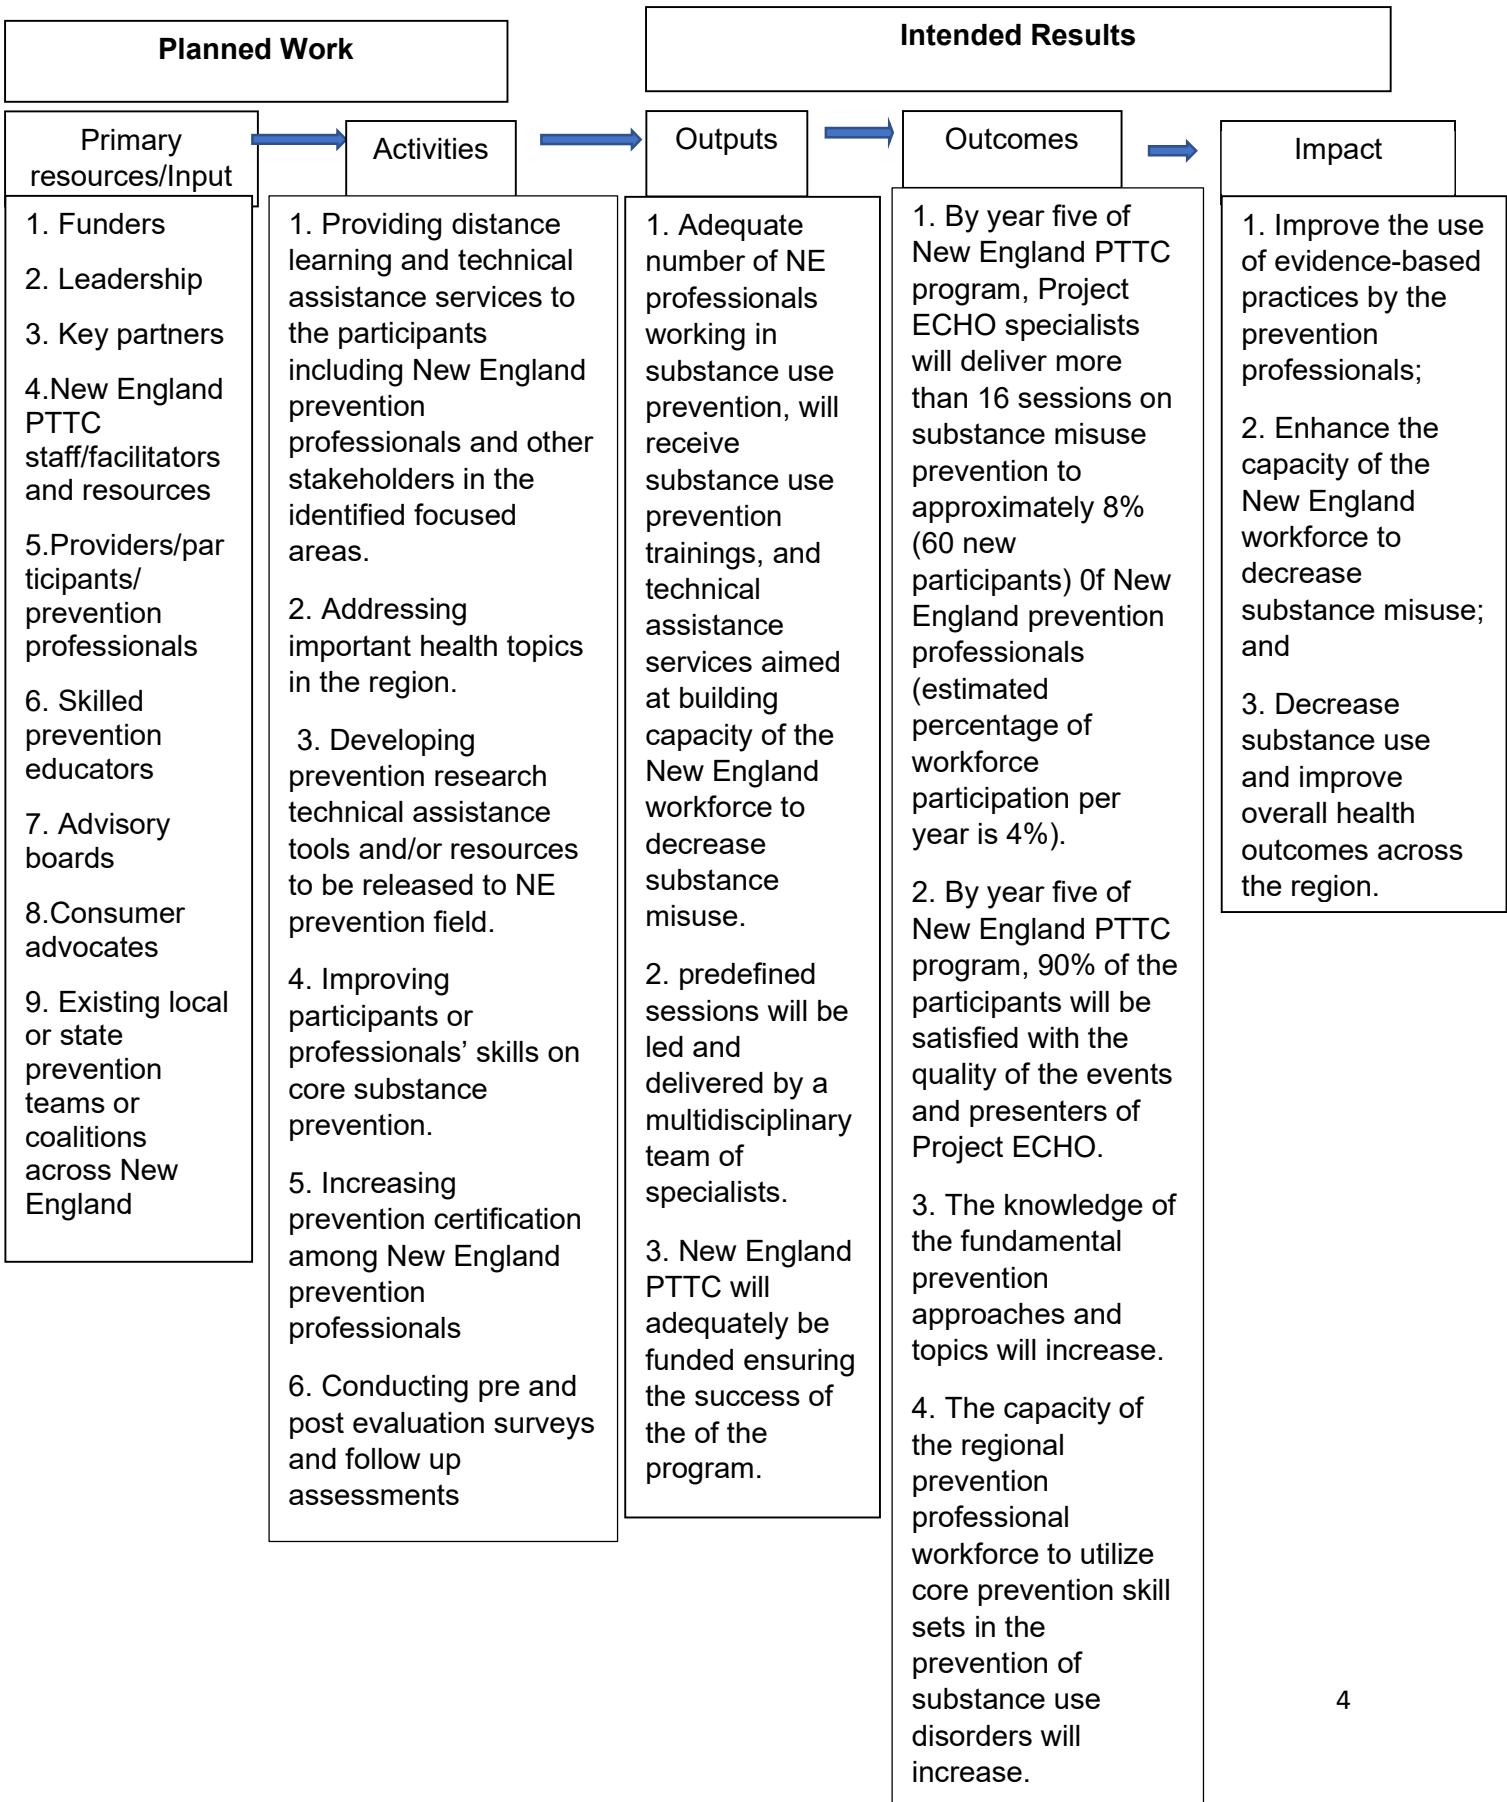 Planned Work
Intended Results
Primary
resources/Input
Activities
Outputs
Outcomes
Impact
1. Funders
2. Leadership
3. Key partners
4.New England
PTTC
staff/facilitators
and resources
5.Providers/par
ticipants/
prevention
professionals
6. Skilled
prevention
educators
7. Advisory
boards
8.Consumer
advocates
9. Existing local
or state
prevention
teams or
coalitions
across New
England
1. Providing distance
learning and technical
assistance services to
the participants
including New England
prevention
professionals and other
stakeholders in the
identified focused
areas.
2. Addressing
important health topics
in the region.
3. Developing
prevention research
technical assistance
tools and/or resources
to be released to NE
prevention field.
4. Improving
participants or
professionals’ skills on
core substance
prevention.
5. Increasing
prevention certification
among New England
prevention
professionals
6. Conducting pre and
post evaluation surveys
and follow up
assessments
1. Adequate
number of NE
professionals
working in
substance use
prevention, will
receive
substance use
prevention
trainings, and
technical
assistance
services aimed
at building
capacity of the
New England
workforce to
decrease
substance
misuse.
2. predefined
sessions will be
led and
delivered by a
multidisciplinary
team of
specialists.
3. New England
PTTC will
adequately be
funded ensuring
the success of
the of the
program.
1. By year five of
New England PTTC
program, Project
ECHO specialists
will deliver more
than 16 sessions on
substance misuse
prevention to
approximately 8%
(60 new
participants) 0f New
England prevention
professionals
(estimated
percentage of
workforce
participation per
year is 4%).
2. By year five of
New England PTTC
program, 90% of the
participants will be
satisfied with the
quality of the events
and presenters of
Project ECHO.
3. The knowledge of
the fundamental
prevention
approaches and
topics will increase.
4. The capacity of
the regional
prevention
professional
workforce to utilize
core prevention skill
sets in the
prevention of
substance use
disorders will
increase.
1. Improve the use
of evidence-based
practices by the
prevention
professionals;
2. Enhance the
capacity of the
New England
workforce to
decrease
substance misuse;
and
3. Decrease
substance use
and improve
overall health
outcomes across
the region.
4